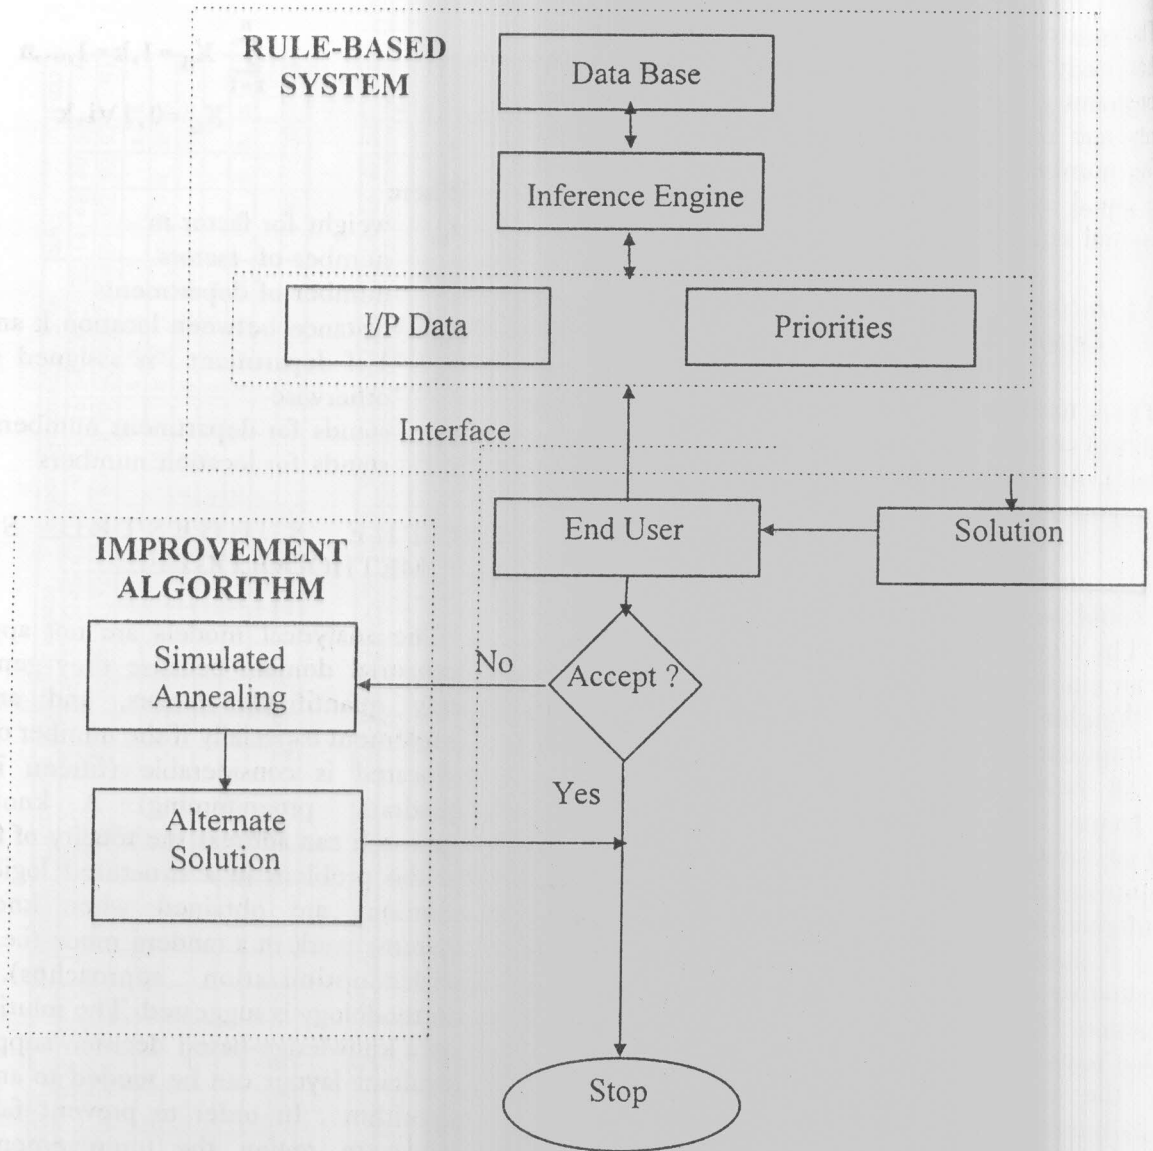 RULE-BASED
SYSTEM
Data Base
Inference Engine
I/P Data
Priorities
Interface
End User
Solution
IMPROVEMENT
ALGORITHM
Simulated
Annealing
No
Accept ?
Yes
Alternate
Solution
Stop